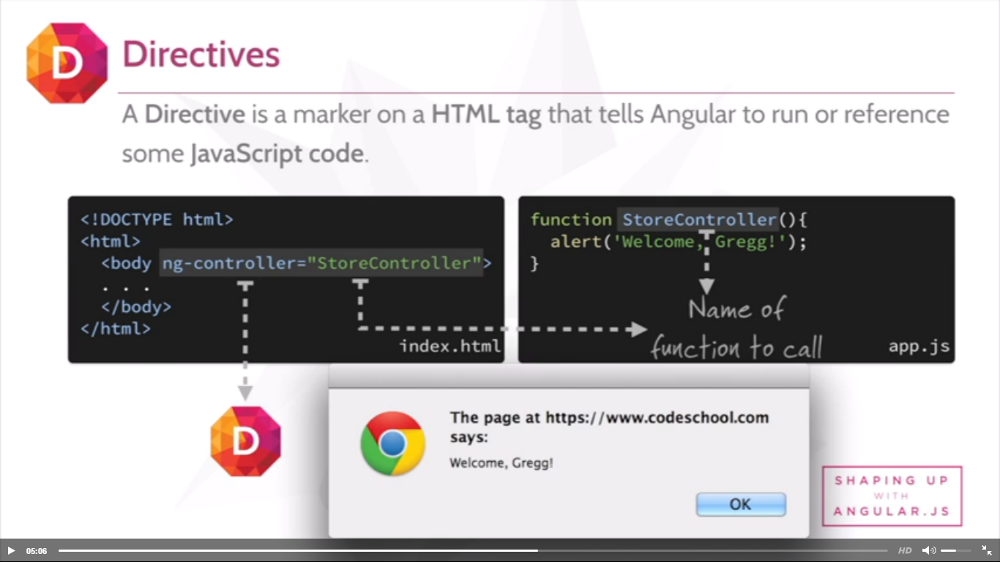 D
Directives
A Directive is a marker on a HTML tag that tells Angular to run or reference
some JavaScript code.
<!DOCTYPE html>
<html>
<body ng-controller="StoreController">
. . .
</body>
</html>
index.html
function StoreController(){
alert('Welcome, Gregg!');
}
Name of
function to call
app.js
D
The page at https://www.codeschool.com
says:
Welcome, Gregg!
OK
SHAPING UP
WITH
ANGULAR.JS
05:06
HD